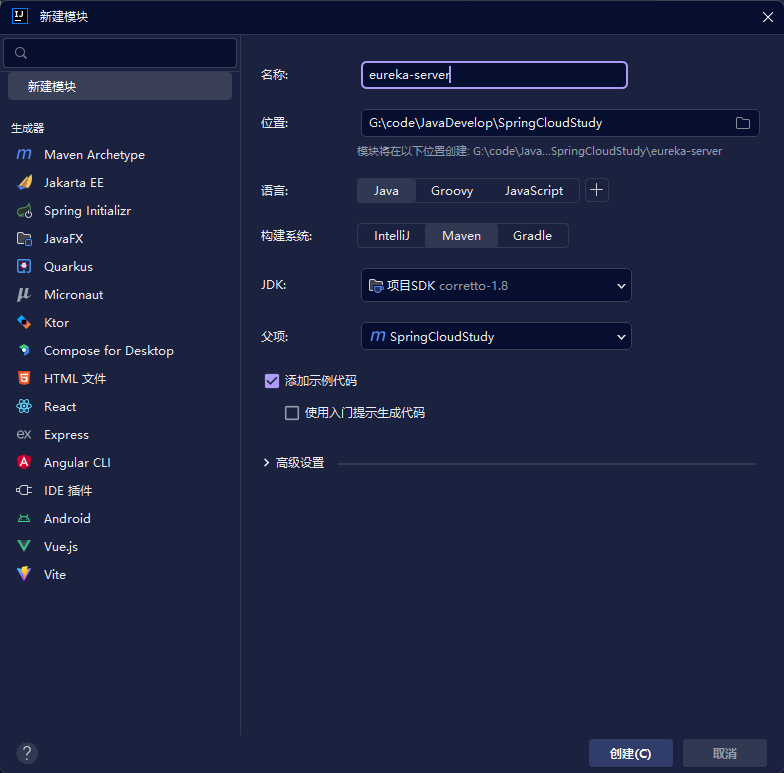 新建模块
新建模块
生成器
Maven Archetype
Jakarta EE
Spring Initializr
JavaFX
Quarkus
Micronaut
Ktor
Compose for Desktop
HTML 文件
React
Express
Angular CLI
IDE 插件
Android
Vue.js
Vite
名称:
eureka-server
位置:
G:\code\JavaDevelop\SpringCloudStudy
模块将在以下位置创建: G:\code\Java...SpringCloudStudy\eureka-server
语言:
Java Groovy JavaScript
构建系统:
IntelliJ Maven Gradle
JDK:
项目SDK corretto-1.8
父项:
SpringCloudStudy
添加示例代码
使用入门提示生成代码
高级设置
? 创建(C) 取消